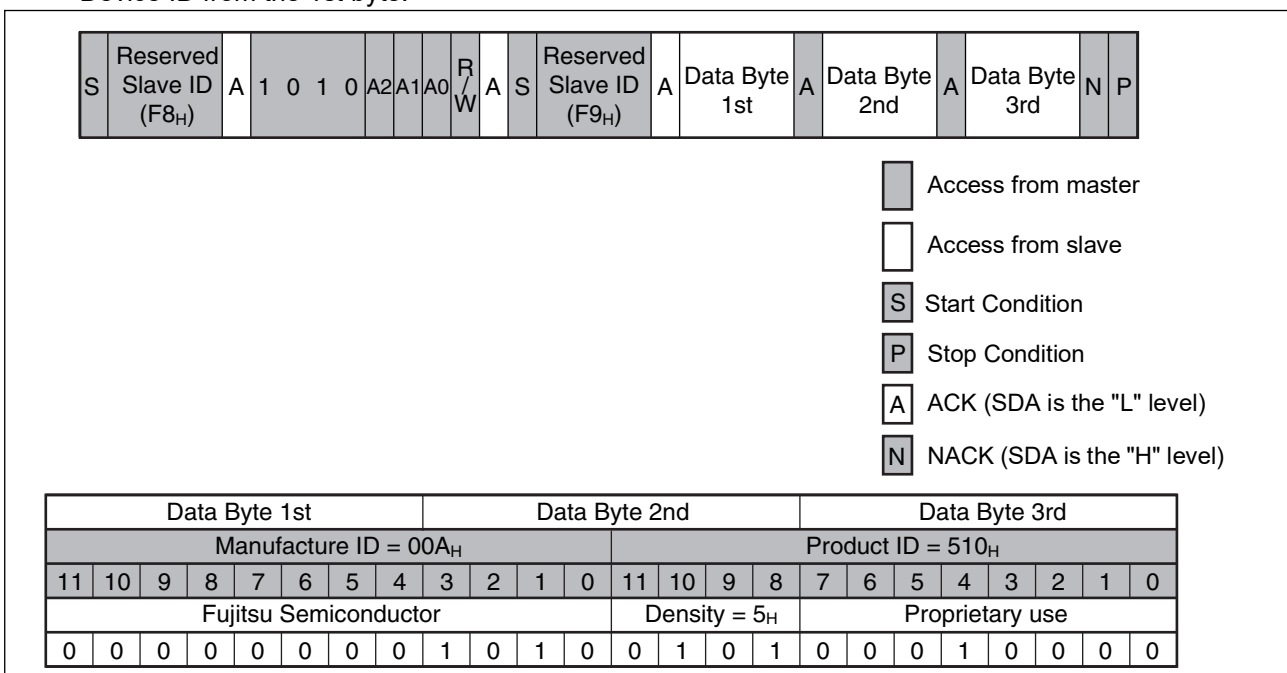 Device ID from the 1st byte.
S Reserved Slave ID (F8H) A 1 0 1 0 A2 A1 A0 R/W A S Reserved Slave ID (F9H) A Data Byte 1st A Data Byte 2nd A Data Byte 3rd N P
Access from master
Access from slave
S Start Condition
P Stop Condition
A ACK (SDA is the "L" level)
N NACK (SDA is the "H" level)
Data Byte 1st Data Byte 2nd Data Byte 3rd
Manufacture ID = 00AH Product ID = 510H
11 10 9 8 7 6 5 4 3 2 1 0 11 10 9 8 7 6 5 4 3 2 1 0
Fujitsu Semiconductor Density = 5H Proprietary use
0 0 0 0 0 0 0 0 1 0 1 0 0 1 0 1 0 0 0 1 0 0 0 0